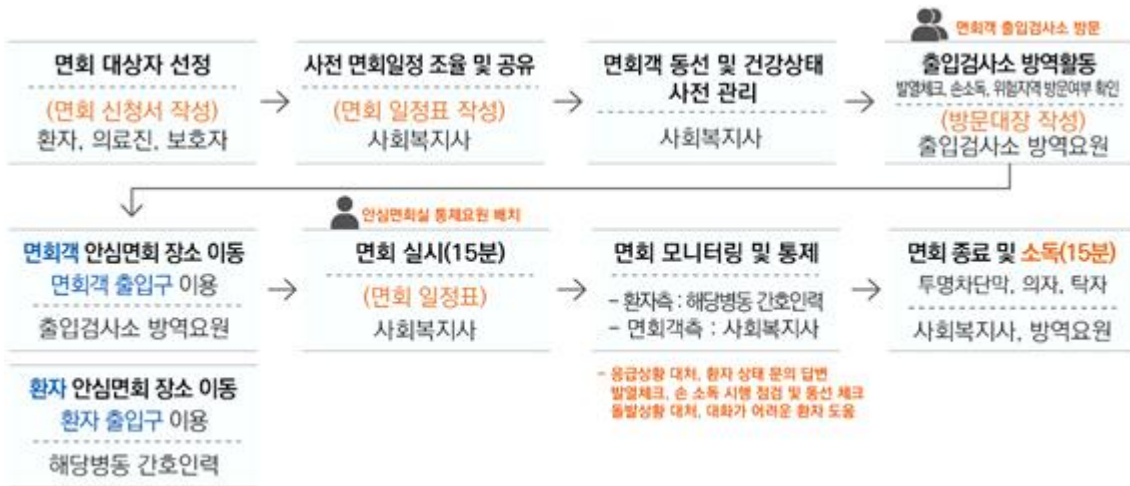 면회 대상자 선정
(면회 신청서 작성)
환자, 의료진, 보호자
사전 면회일정 조율 및 공유
(면회 일정표 작성)
사회복지사
면회객 동선 및 건강상태
사전 관리
사회복지사
면회객 출입검사소 방문
출입검사소 방역활동
발열체크, 손소독, 위험지역 방문여부 확인
(방문대장 작성)
출입검사소 방역요원
면회객 안심면회 장소 이동
면회객 출입구 이용
출입검사소 방역요원
환자 안심면회 장소 이동
환자 출입구 이용
해당병동 간호인력
안심면회실 통제요원 배치
면회 실시(15분)
(면회 일정표)
사회복지사
면회 모니터링 및 통제
- 환자측 : 해당병동 간호인력
- 면회객측 : 사회복지사
- 응급상황 대처, 환자 상태 문의 답변
발열체크, 손 소독 시행 점검 및 동선 체크
돌발상황 대처, 대화가 어려운 환자 도움
면회 종료 및 소독(15분)
투명차단막, 의자, 탁자
사회복지사, 방역요원